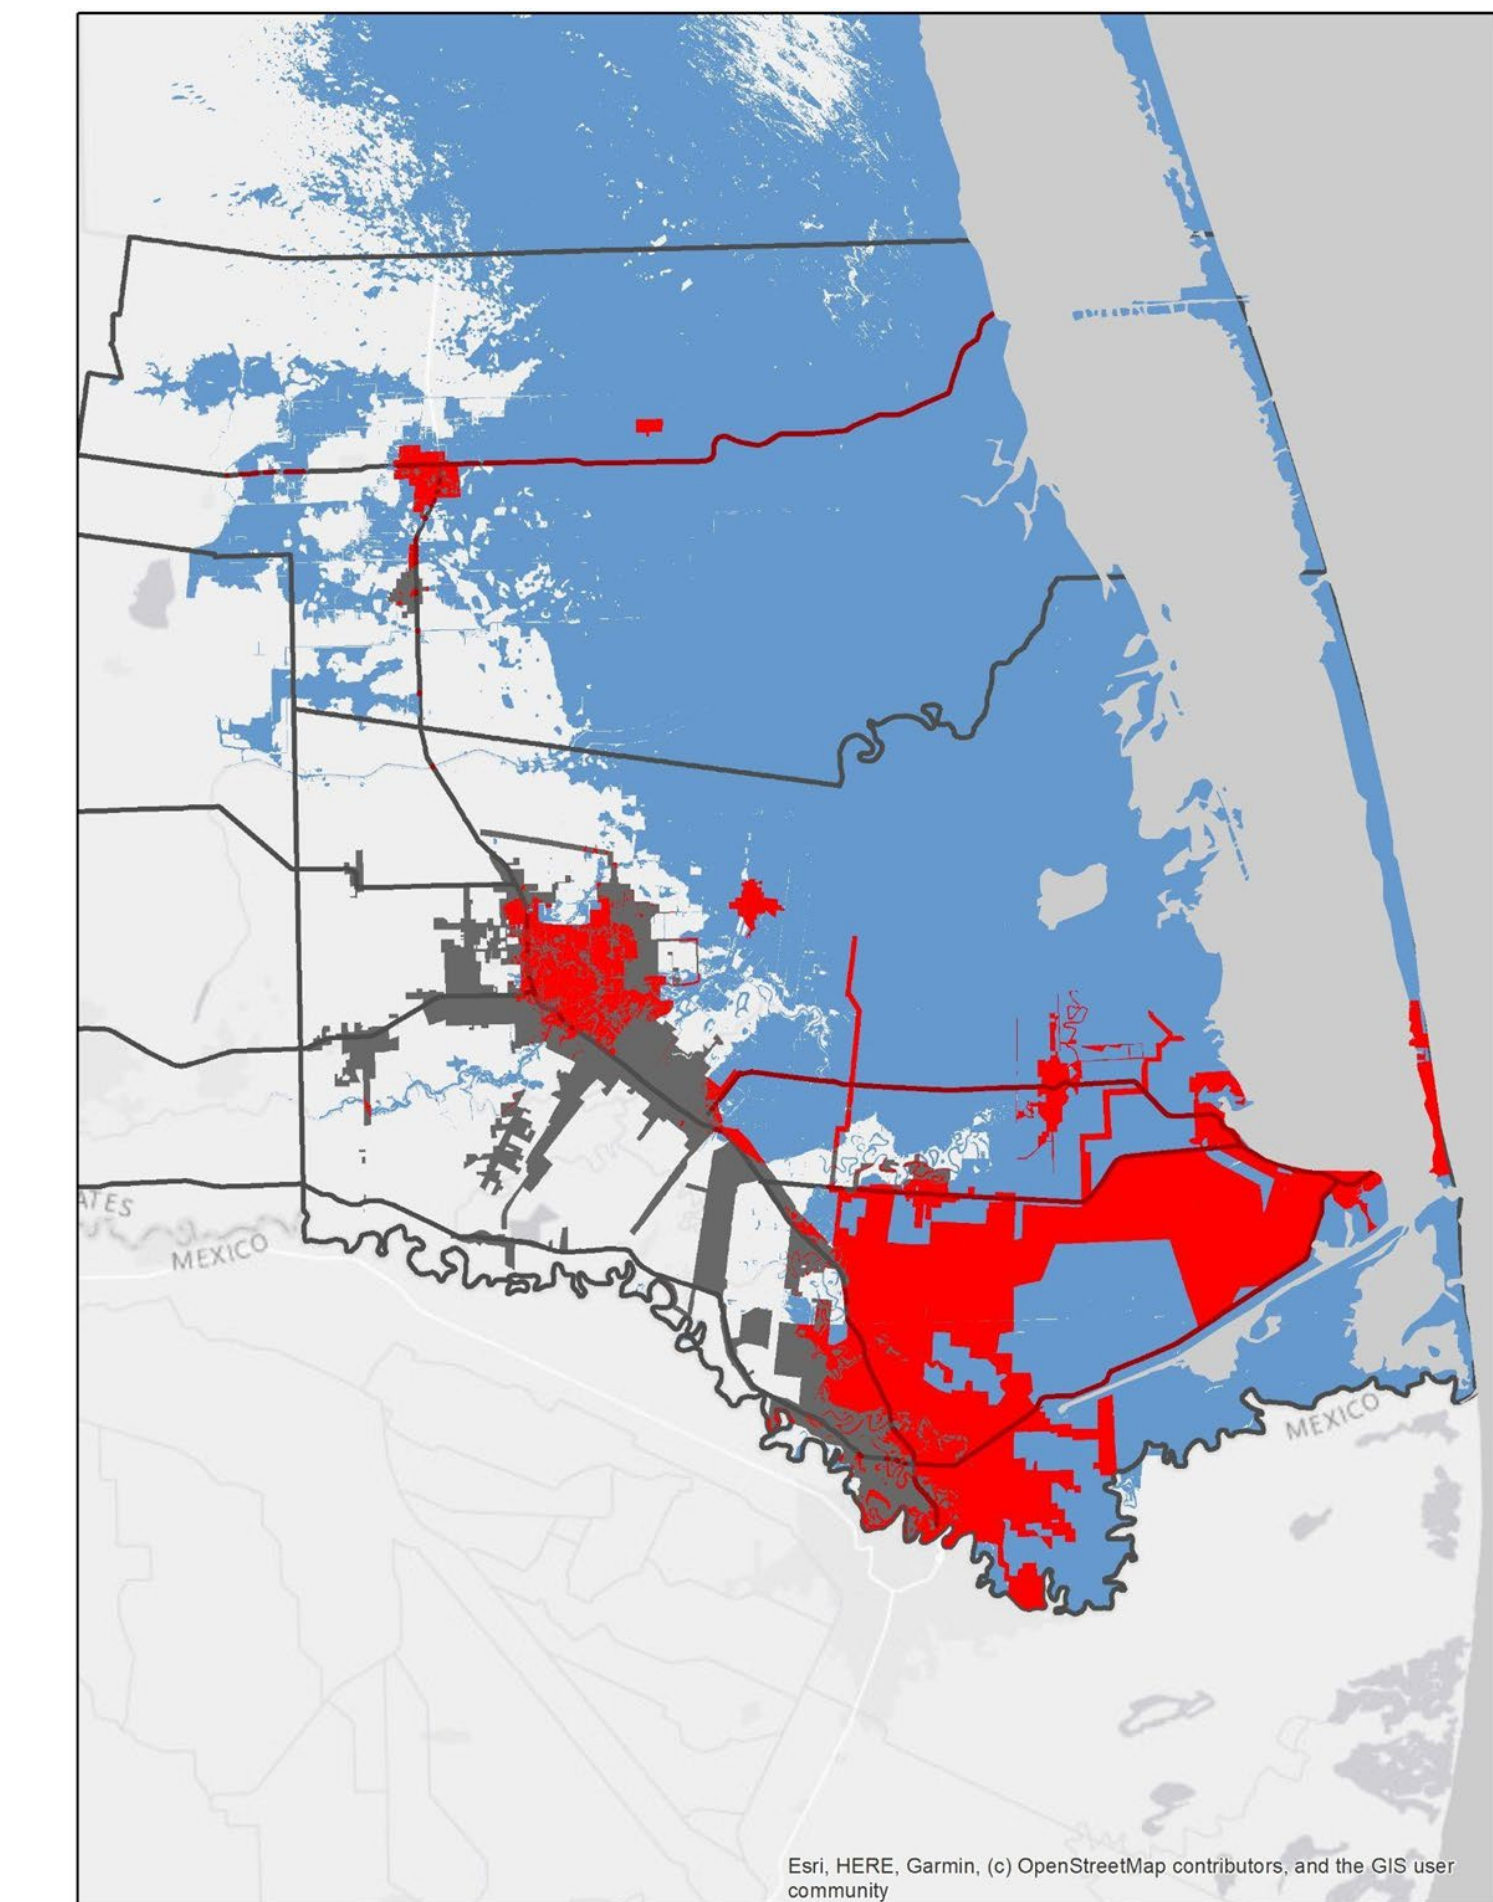 ATES
MEXICO
MEXICO
Esri, HERE, Garmin, (c) OpenStreetMap contributors, and the GIS user
community